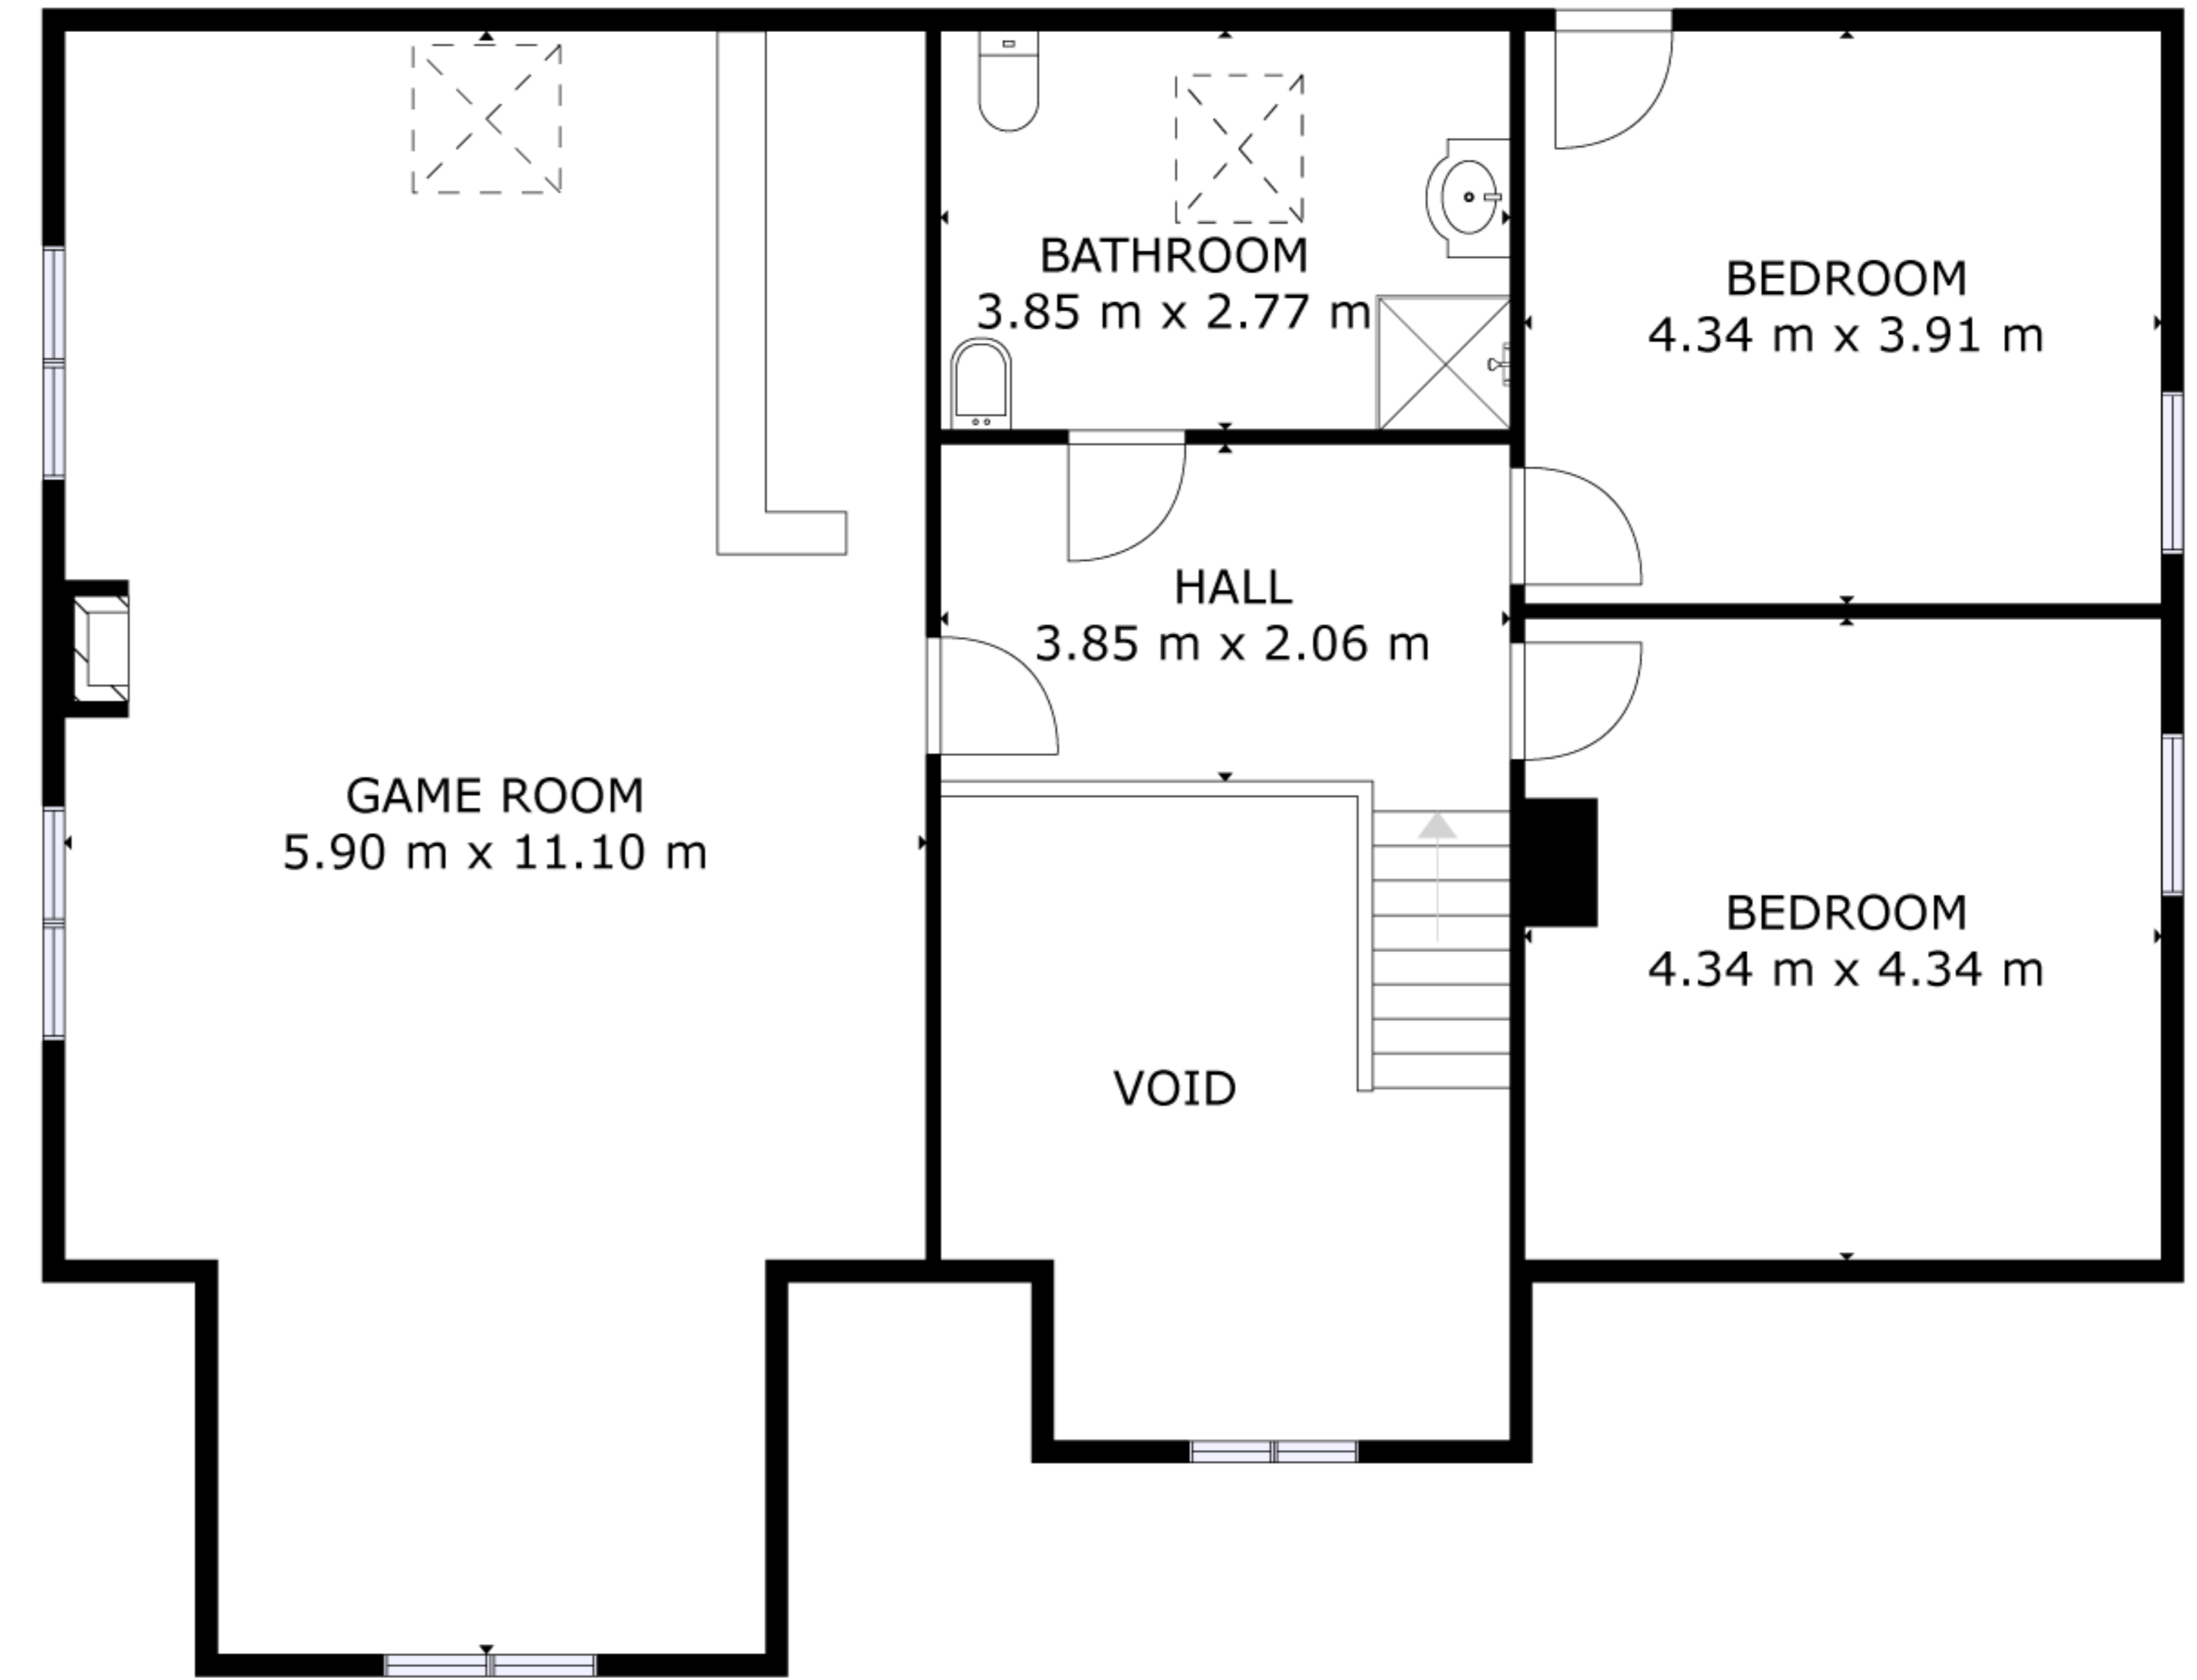 BATHROOM
3.85 m x 2.77 m
BEDROOM
4.34 m x 3.91 m
HALL
3.85 m x 2.06 m
GAME ROOM
5.90 m x 11.10 m
BEDROOM
4.34 m x 4.34 m
VOID